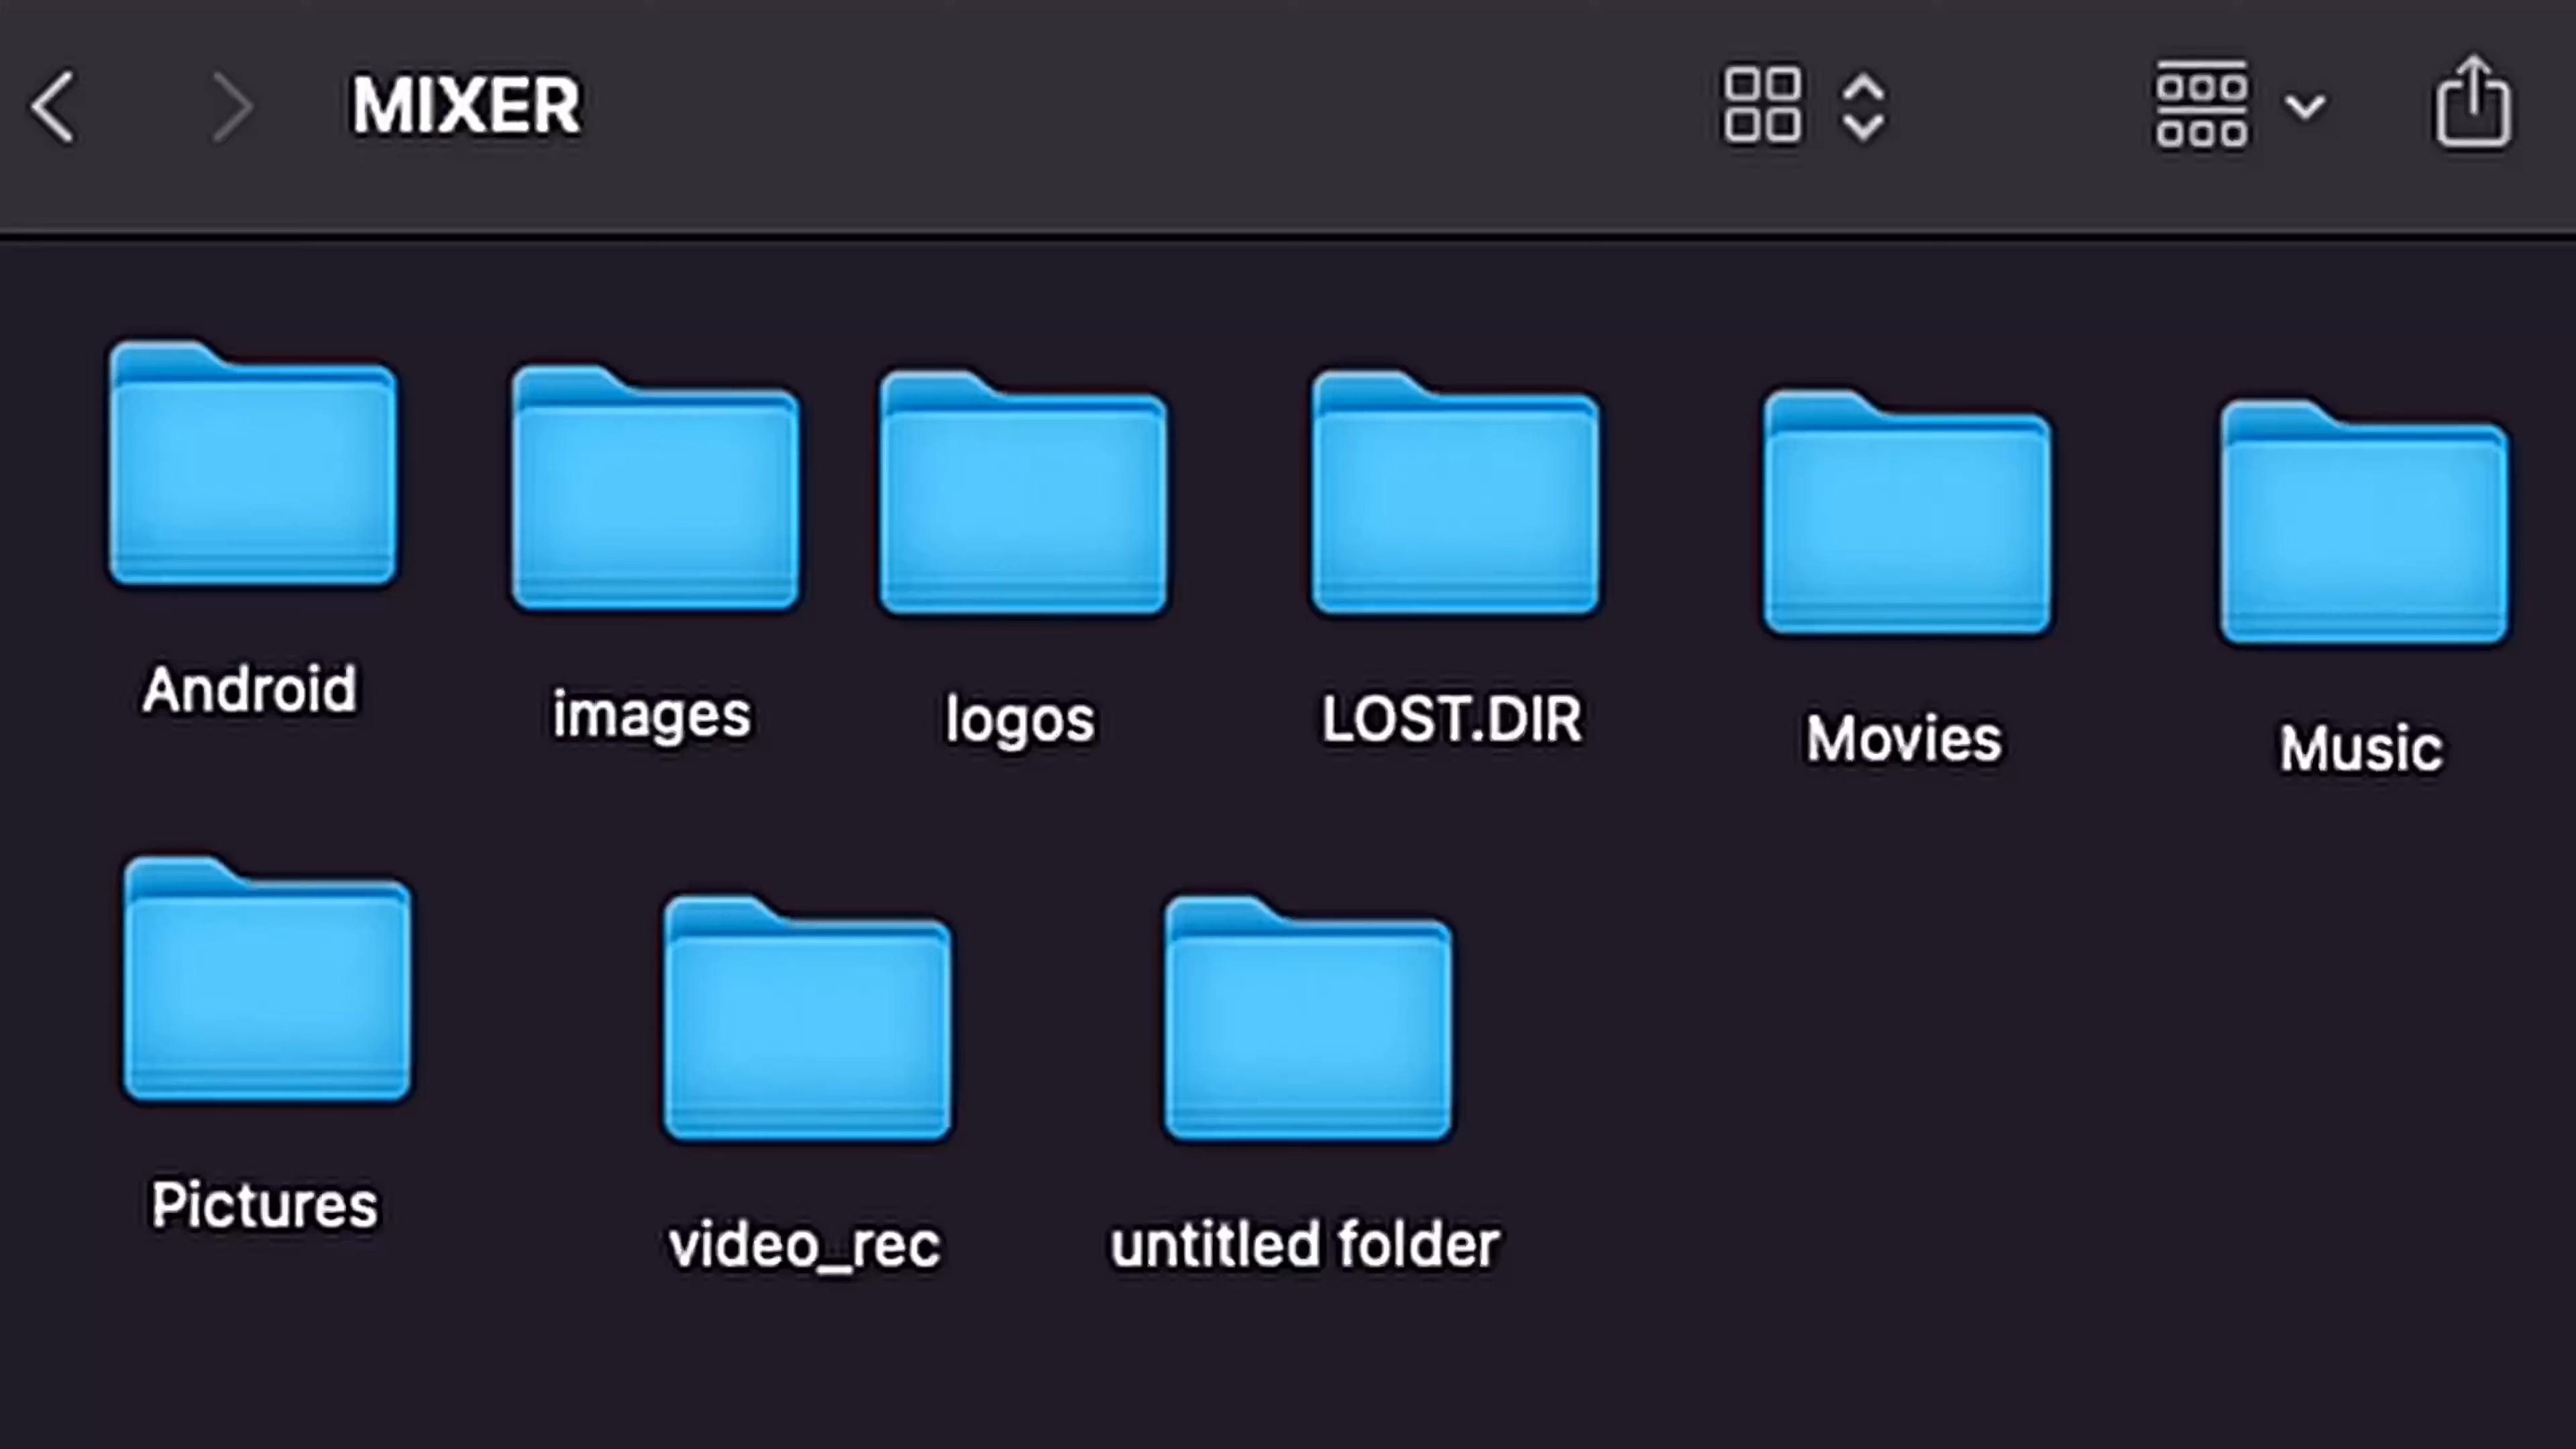 MIXER
Android
images
logos
LOST.DIR
Movies
Music
Pictures
video_rec
untitled folder